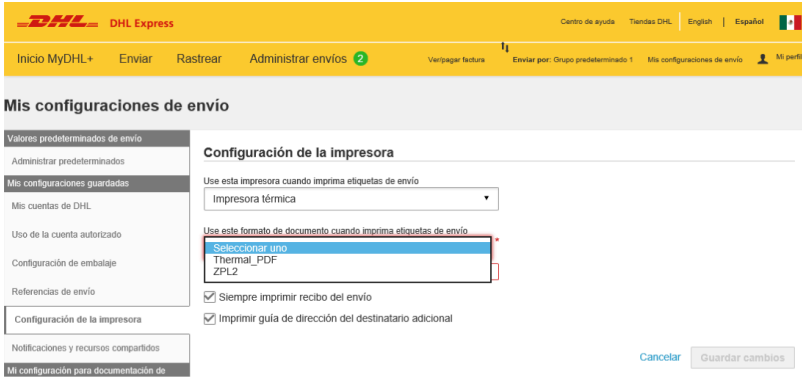 DHL DHL Express
Centro de ayuda Tiendas DHL English | Español
Inicio MyDHL+ Enviar Rastrear Administrar envíos 2 Ver/pagar factura Enviar por: Grupo predeterminado 1 Mis configuraciones de envío Mi perfil
Mis configuraciones de envío
Valores predeterminados de envío
Administrar predeterminados
Mis configuraciones guardadas
Mis cuentas de DHL
Uso de la cuenta autorizado
Configuración de embalaje
Referencias de envío
Configuración de la impresora
Notificaciones y recursos compartidos
Mi configuración para documentación de
Configuración de la impresora
Use esta impresora cuando imprima etiquetas de envío
Impresora térmica
Use este formato de documento cuando imprima etiquetas de envío
*
Seleccionar uno
Thermal_PDF
ZPL2
Siempre imprimir recibo del envío
Imprimir guía de dirección del destinatario adicional
Cancelar Guardar cambios